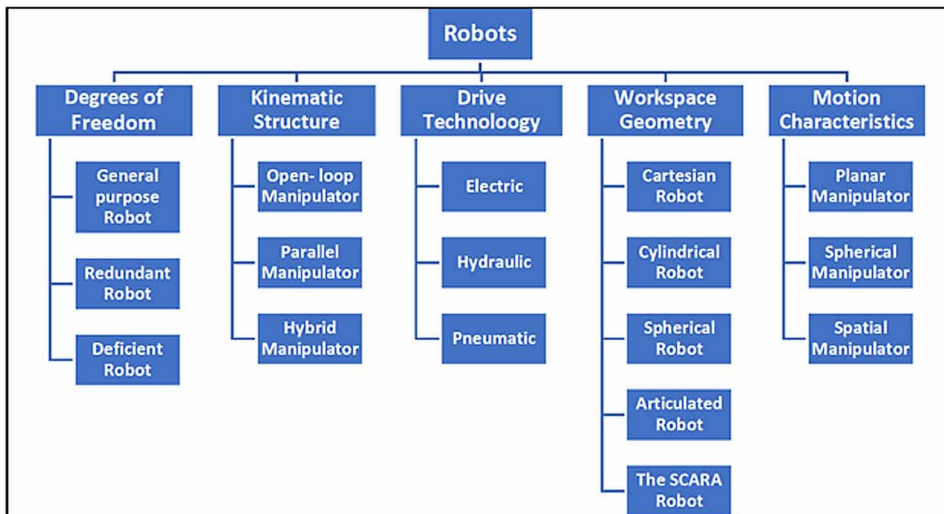 Robots
Degrees of
Freedom
Kinematic
Structure
Drive
Technoloogy
Workspace
Geometry
Motion
Characteristics
General
purpose
Robot
Redundant
Robot
Deficient
Robot
Open- loop
Manipulator
Parallel
Manipulator
Hybrid
Manipulator
Electric
Hydraulic
Pneumatic
Cartesian
Robot
Cylindrical
Robot
Spherical
Robot
Articulated
Robot
The SCARA
Robot
Planar
Manipulator
Spherical
Manipulator
Spatial
Manipulator